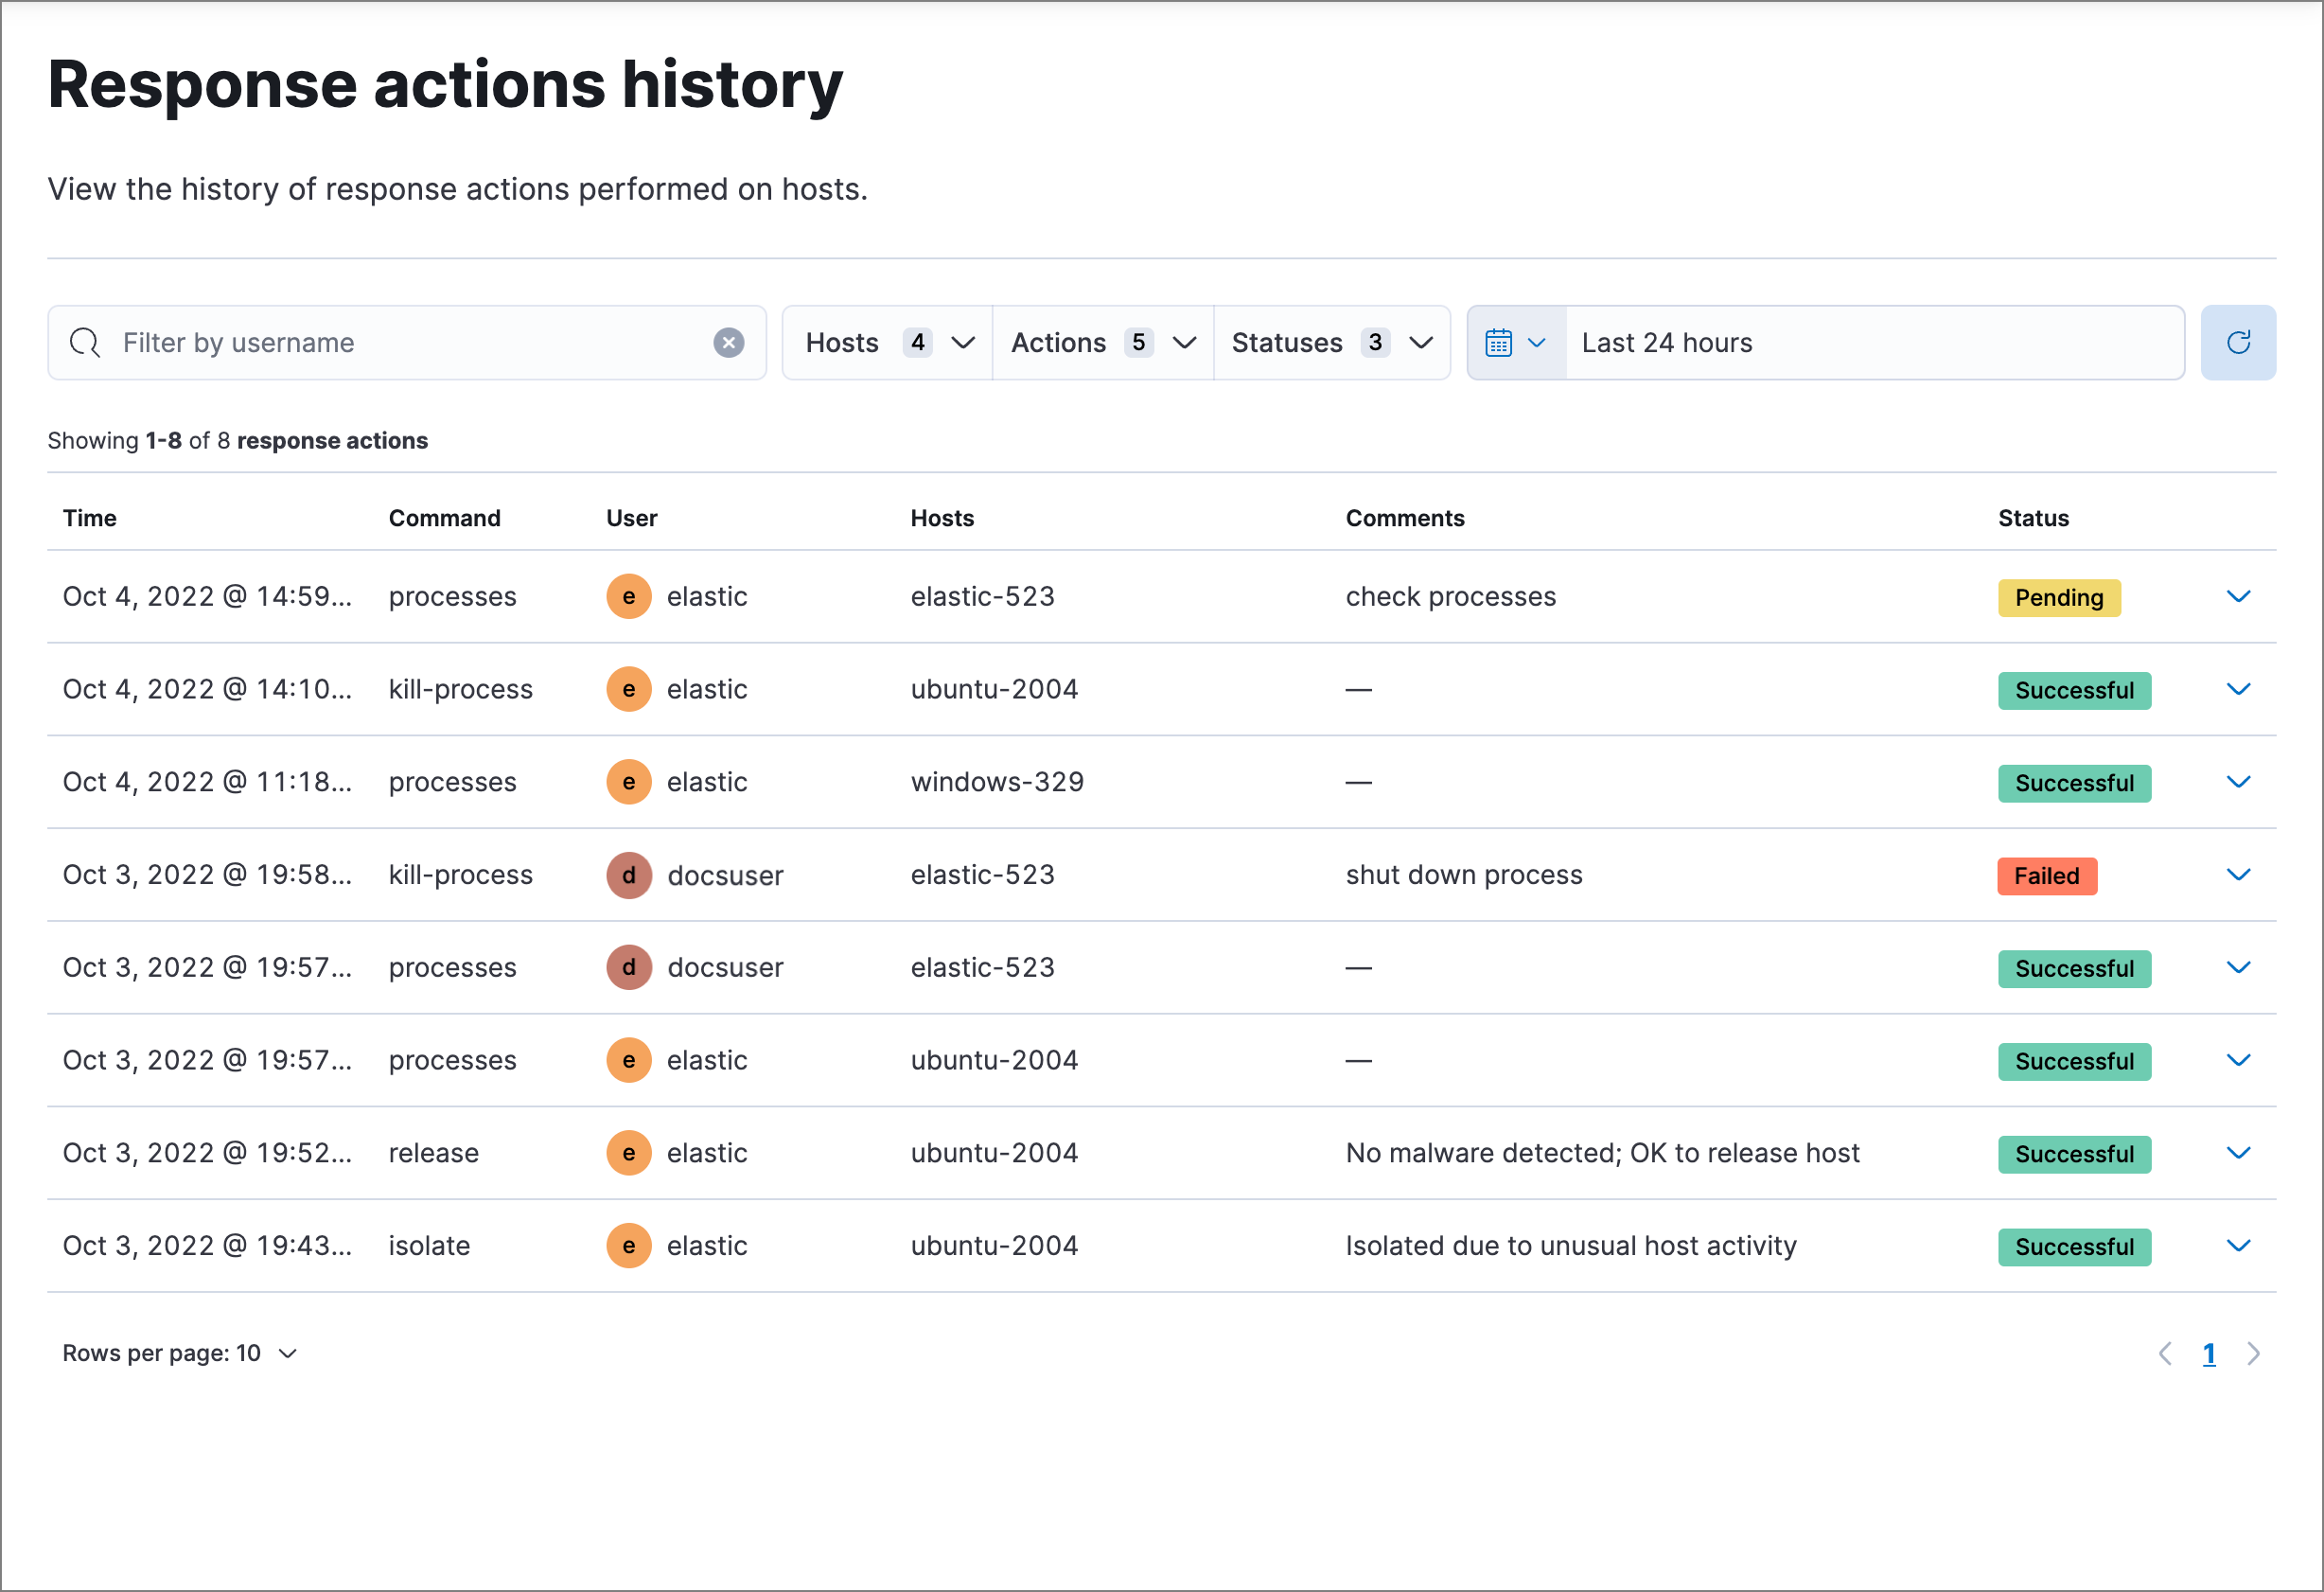 Response actions history
View the history of response actions performed on hosts.
Filter by username Hosts 4 Actions 5 Statuses 3 Last 24 hours
Showing 1-8 of 8 response actions
Time Command User Hosts Comments Status
Oct 4, 2022 @ 14:59... processes e elastic elastic-523 check processes Pending
Oct 4, 2022 @ 14:10... kill-process e elastic ubuntu-2004 — Successful
Oct 4, 2022 @ 11:18... processes e elastic windows-329 — Successful
Oct 3, 2022 @ 19:58... kill-process d docsuser elastic-523 shut down process Failed
Oct 3, 2022 @ 19:57... processes d docsuser elastic-523 — Successful
Oct 3, 2022 @ 19:57... processes e elastic ubuntu-2004 — Successful
Oct 3, 2022 @ 19:52... release e elastic ubuntu-2004 No malware detected; OK to release host Successful
Oct 3, 2022 @ 19:43... isolate e elastic ubuntu-2004 Isolated due to unusual host activity Successful
Rows per page: 10 1